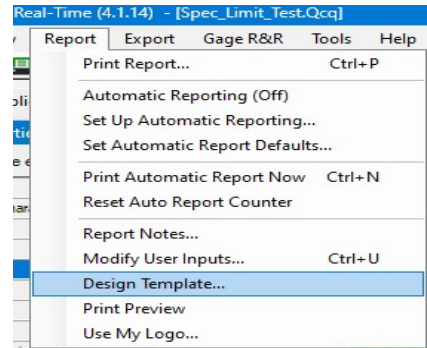 Real-Time (4.1.14) - [Spec_Limit_Test.Qcq]
Report Export Gage R&R Tools Help
Print Report... Ctrl+P
Automatic Reporting (Off)
Set Up Automatic Reporting...
Set Automatic Report Defaults...
Print Automatic Report Now Ctrl+N
Reset Auto Report Counter
Report Notes...
Modify User Inputs... Ctrl+U
Design Template...
Print Preview
Use My Logo...